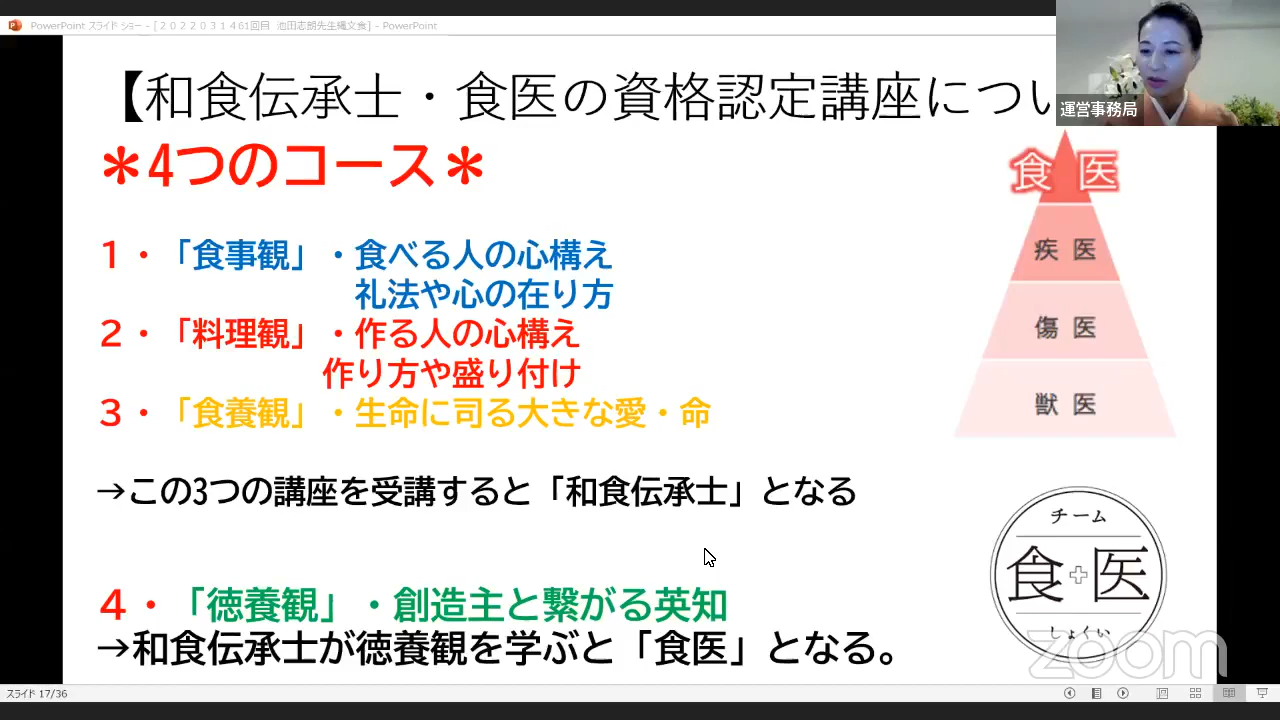 PowerPoint スライド ショー - [２０２２０３１４61回目 池田志朗先生縄文食] - PowerPoint
【和食伝承士・食医の資格認定講座につい
運営事務局
＊4つのコース＊
１・「食事観」・食べる人の心構え
礼法や心の在り方
２・「料理観」・作る人の心構え
作り方や盛り付け
３・「食養観」・生命に司る大きな愛・命
→この3つの講座を受講すると「和食伝承士」となる
４・「徳養観」・創造主と繋がる英知
→和食伝承士が徳養観を学ぶと「食医」となる。
食 医
疾 医
傷 医
獣 医
チーム
食 医
しょくい
zoom
スライド 17/36